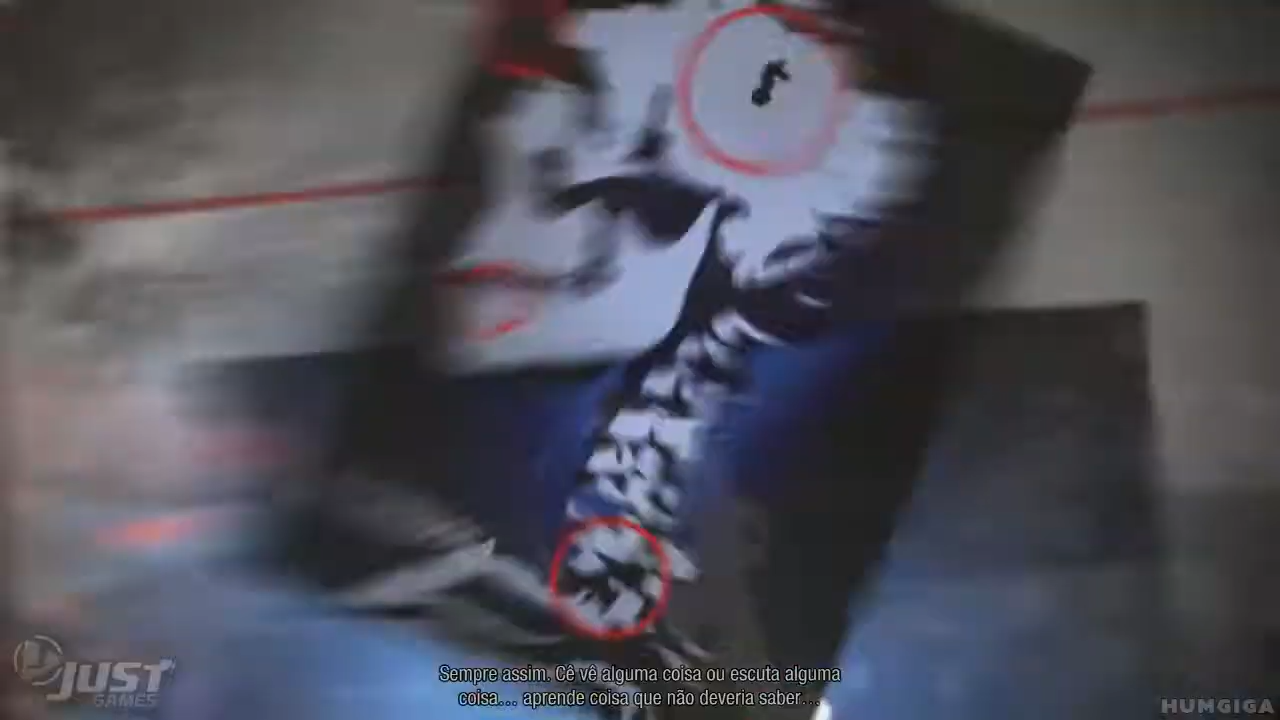 Sempre assim. Cê vê alguma coisa ou escuta alguma
coisa... aprende coisa que não deveria saber...
JUST
GAMES
HUMGIGA